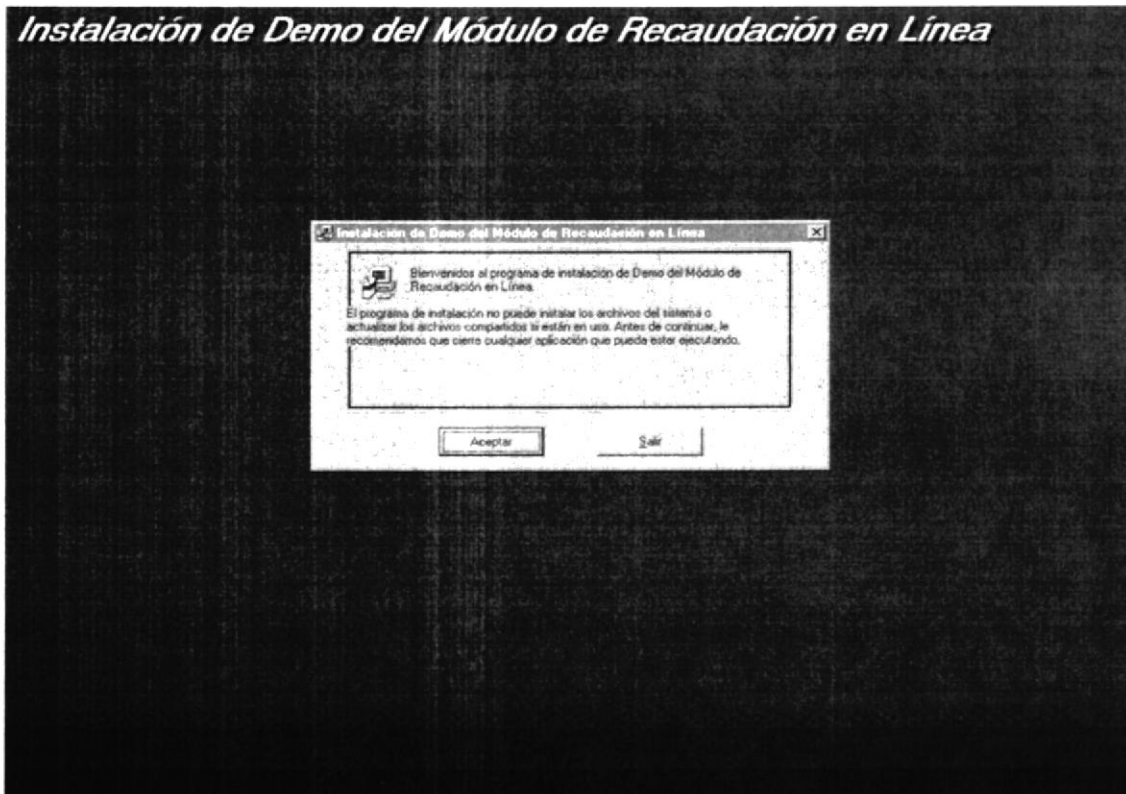 Instalación de Demo del Módulo de Recaudación en Línea
Instalación de Demo del Módulo de Recaudación en Línea
Bienvenidos al programa de instalación de Demo del Módulo de
Recaudación en Línea.
El programa de instalación no puede instalar los archivos del sistema o
actualizar los archivos compartidos si están en uso. Antes de continuar, le
recomendamos que cierre cualquier aplicación que pueda estar ejecutando.
Aceptar
Salir